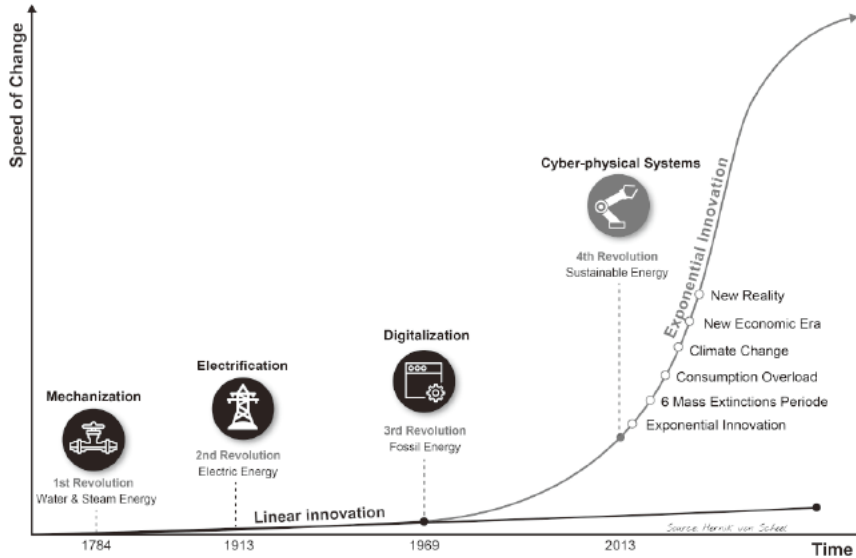 Speed of Change
Cyber-physical Systems
4th Revolution
Sustainable Energy
Exponential Innovation
New Reality
New Economic Era
Climate Change
Consumption Overload
6 Mass Extinctions Periode
Exponential Innovation
Digitalization
3rd Revolution
Fossil Energy
Electrification
2nd Revolution
Electric Energy
Mechanization
1st Revolution
Water & Steam Energy
Linear innovation
Source: Henrik von Scheel
1784
1913
1969
2013
Time